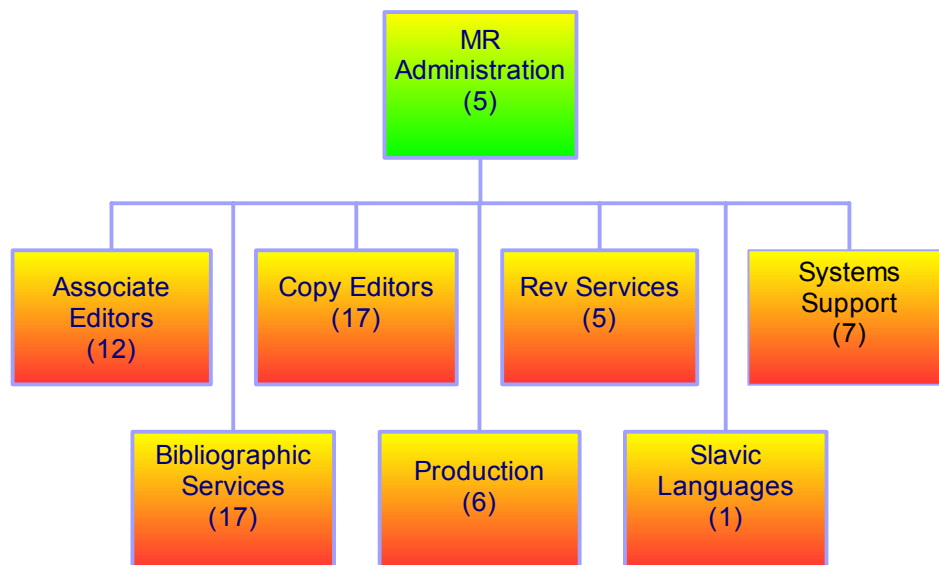 MR
Administration
(5)
Associate
Editors
(12)
Copy Editors
(17)
Rev Services
(5)
Systems
Support
(7)
Bibliographic
Services
(17)
Production
(6)
Slavic
Languages
(1)